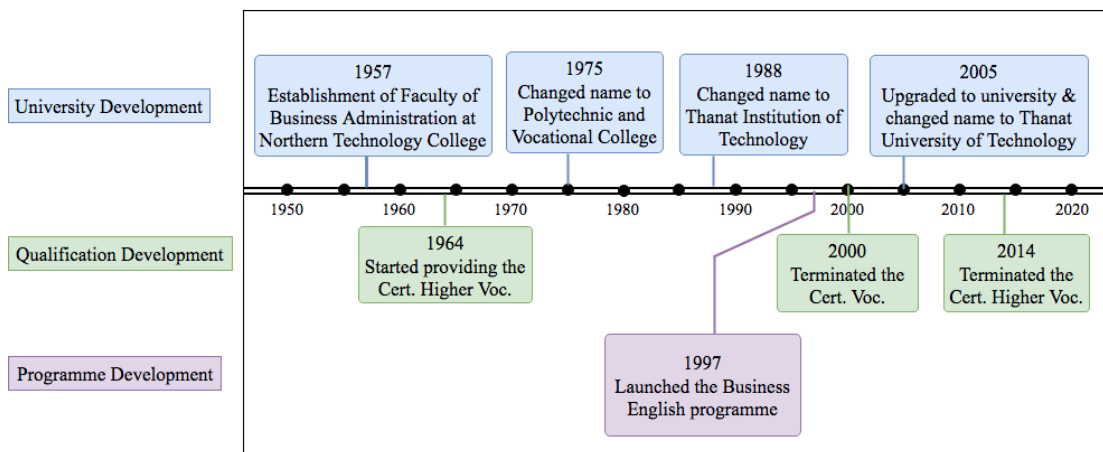 University Development
1957
Establishment of Faculty of
Business Administration at
Northern Technology College
1975
Changed name to
Polytechnic and
Vocational College
1988
Changed name to
Thanat Institution of
Technology
2005
Upgraded to university &
changed name to Thanat
University of Technology
1950
1960
1970
1980
1990
2000
2010
2020
Qualification Development
1964
Started providing the
Cert. Higher Voc.
2000
Terminated the
Cert. Voc.
2014
Terminated the
Cert. Higher Voc.
Programme Development
1997
Launched the Business
English programme